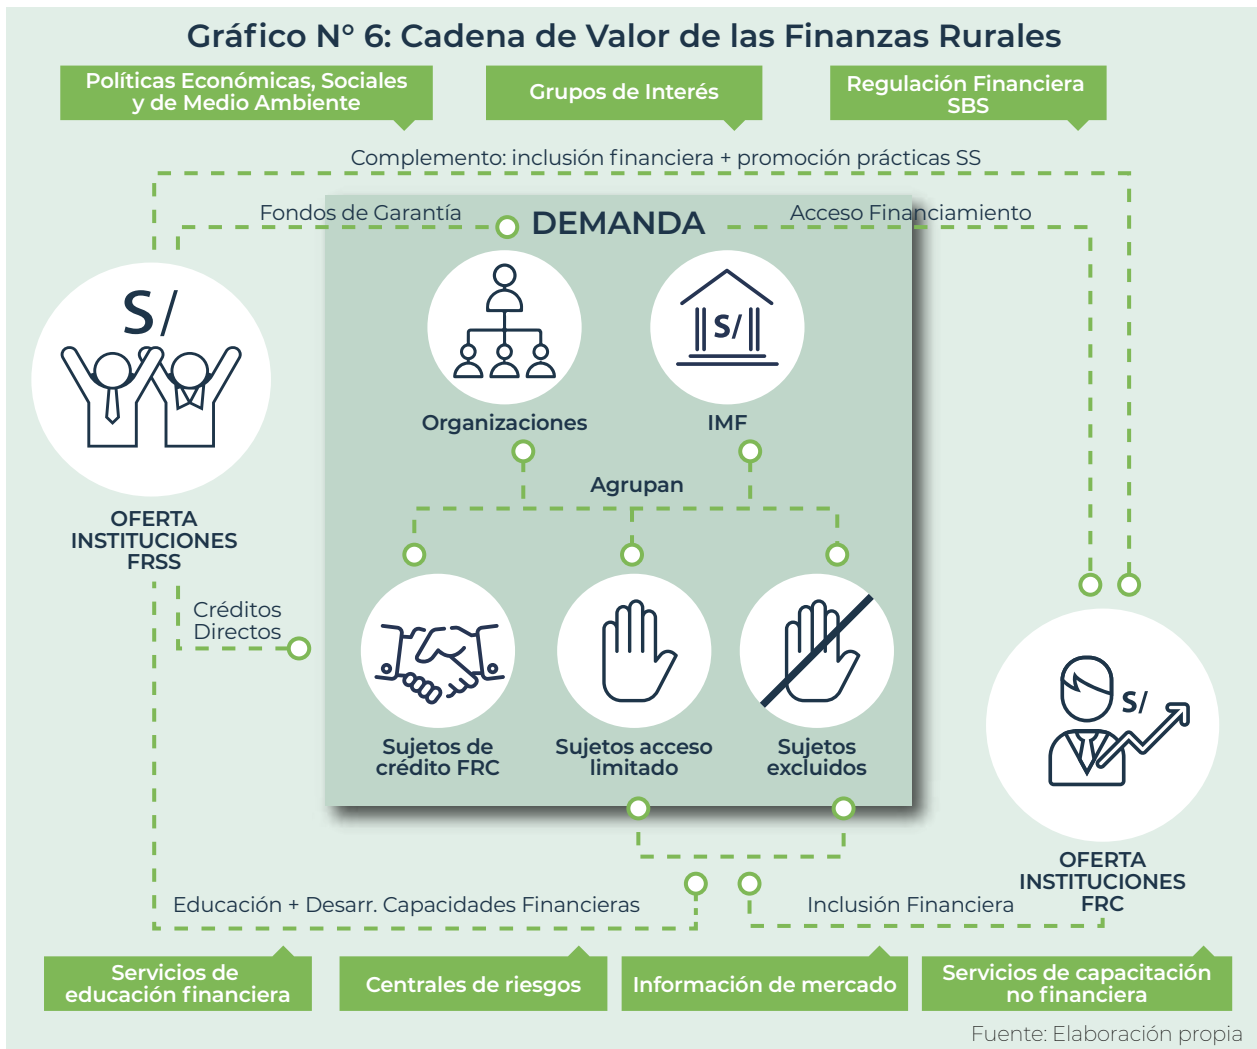 Gráfico N° 6: Cadena de Valor de las Finanzas Rurales
Políticas Económicas, Sociales
y de Medio Ambiente
Grupos de Interés
Regulación Financiera
SBS
Complemento: inclusión financiera + promoción prácticas SS
Fondos de Garantía
DEMANDA
Acceso Financiamiento
S/
S/
Organizaciones
IMF
Agrupan
OFERTA
INSTITUCIONES
FRSS
Créditos
Directos
S/
Sujetos de
crédito FRC
Sujetos acceso
limitado
Sujetos
excluidos
OFERTA
INSTITUCIONES
FRC
Educación + Desarr. Capacidades Financieras
Inclusión Financiera
Servicios de
educación financiera
Centrales de riesgos
Información de mercado
Servicios de capacitación
no financiera
Fuente: Elaboración propia